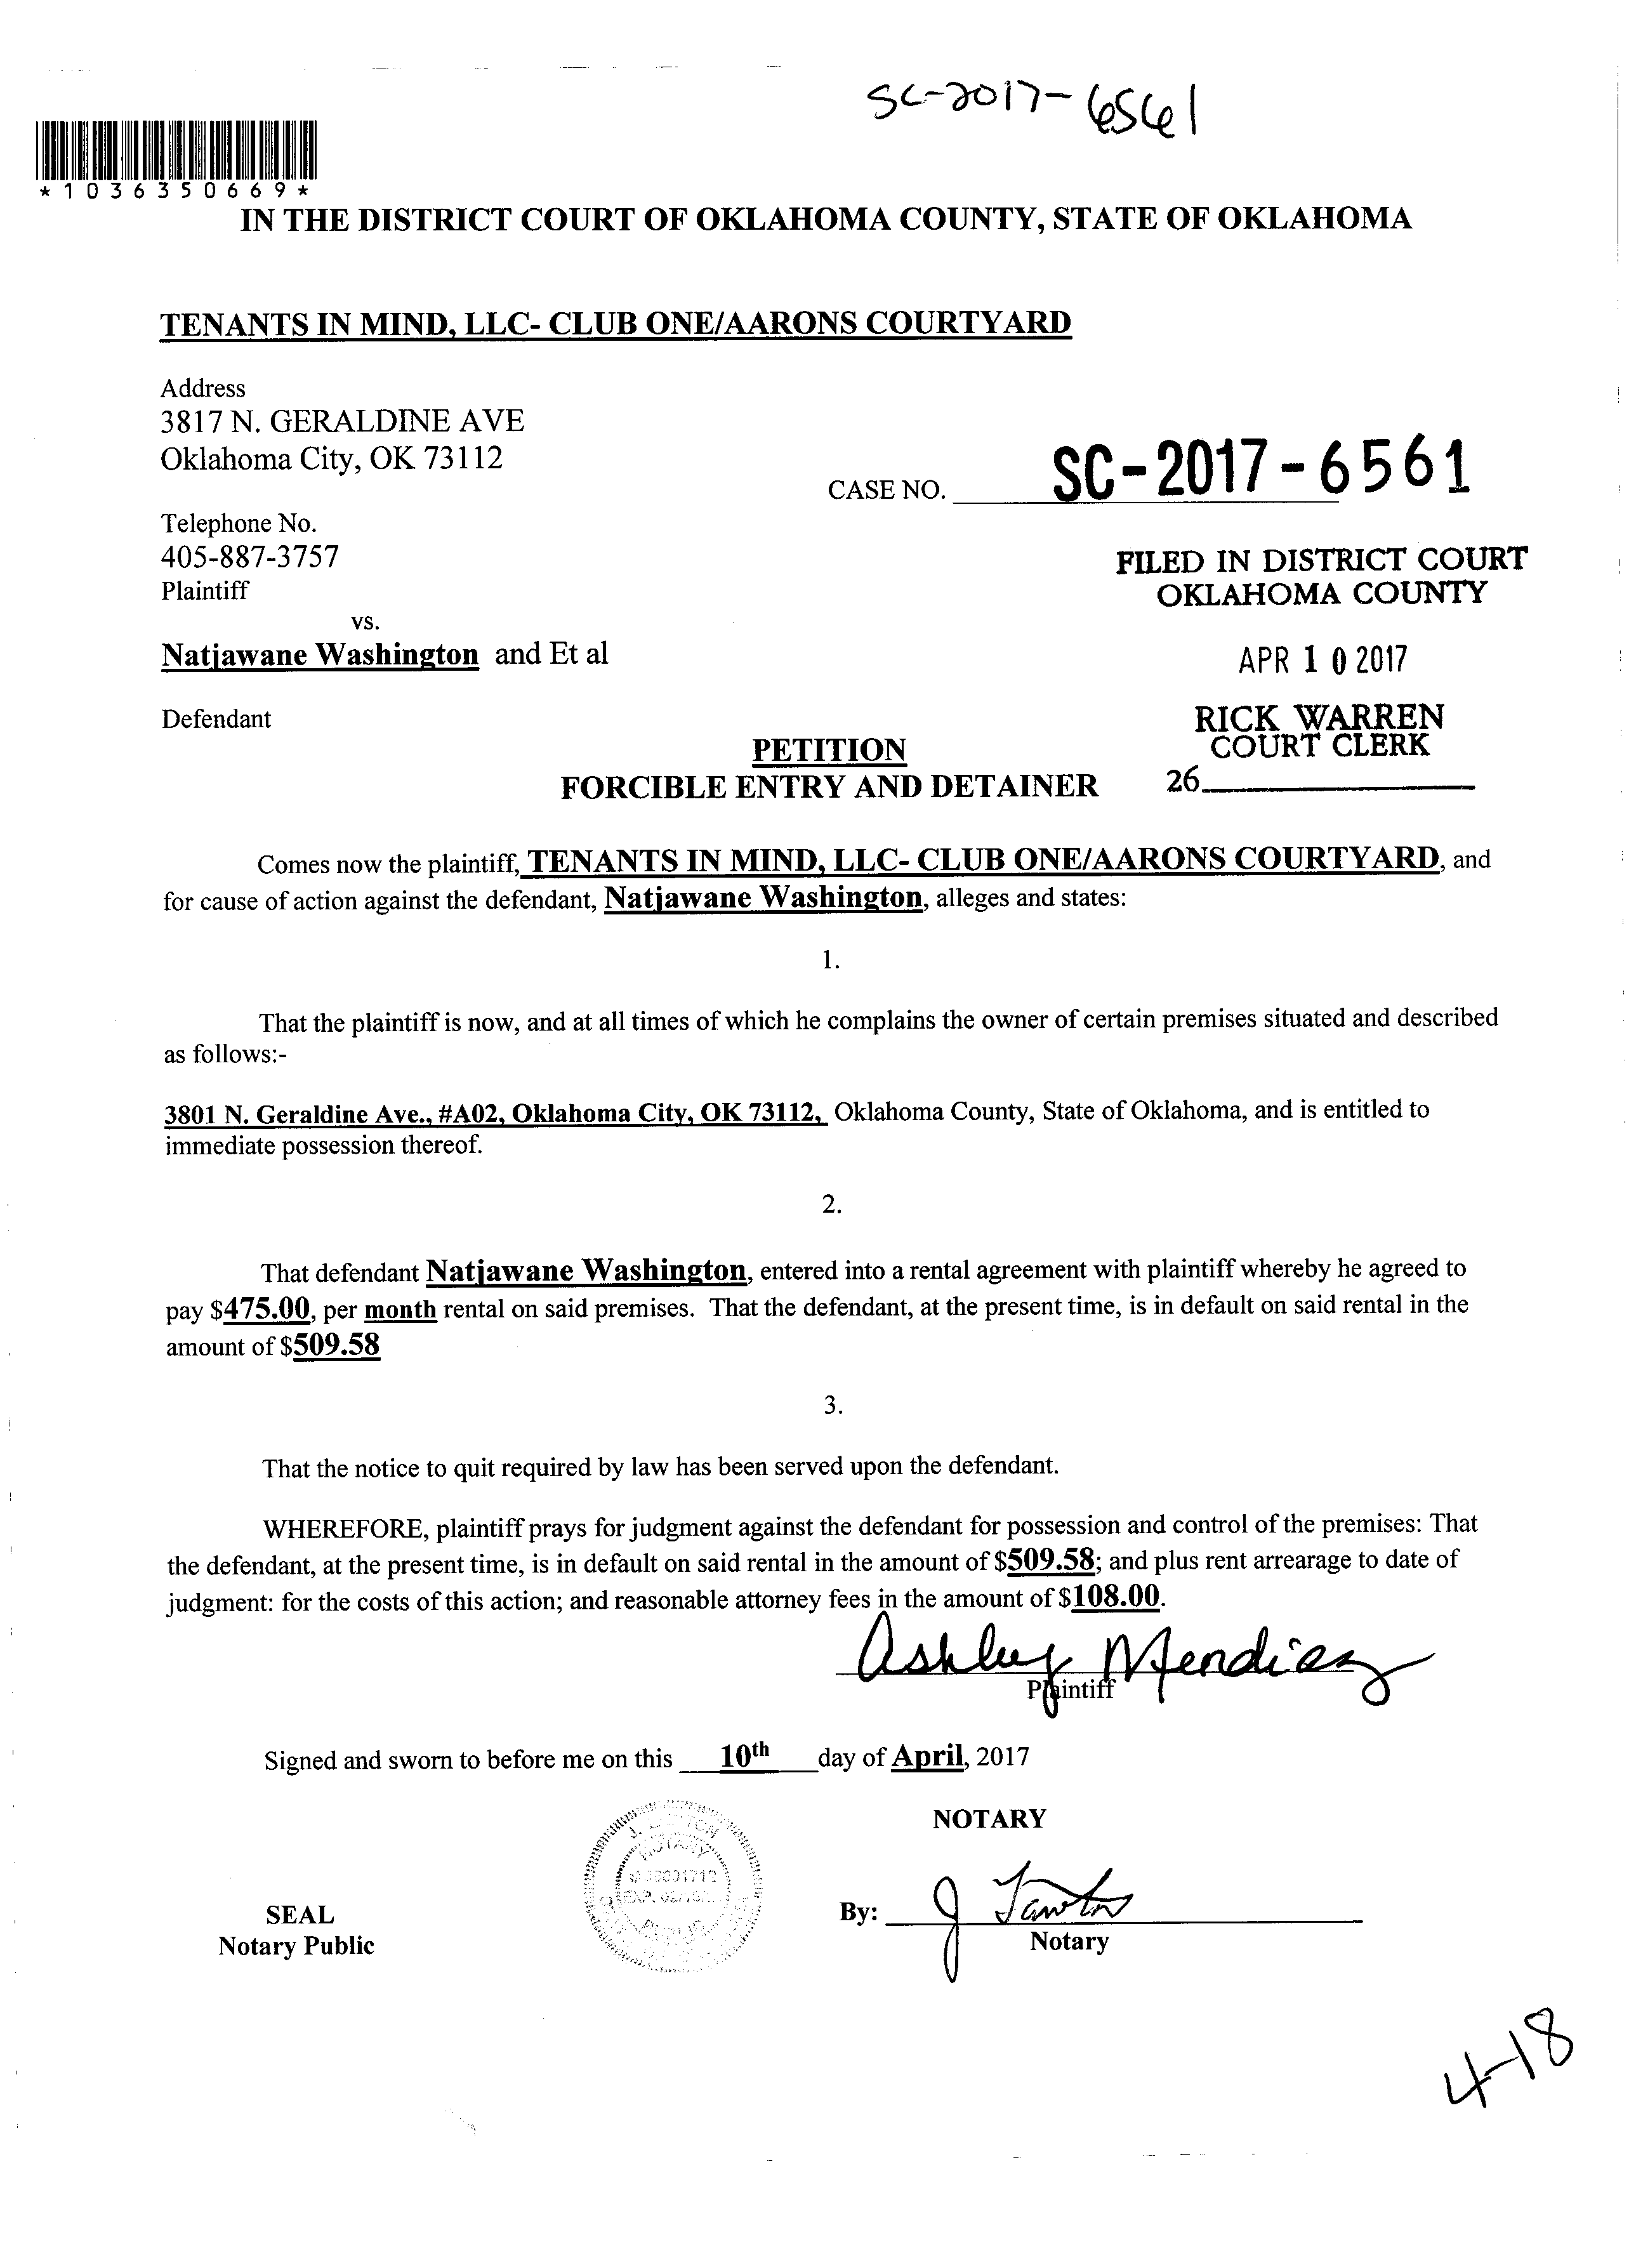 SC-2017-6561
*1036350669*
IN THE DISTRICT COURT OF OKLAHOMA COUNTY, STATE OF OKLAHOMA
TENANTS IN MIND, LLC- CLUB ONE/AARONS COURTYARD
Address
3817 N. GERALDINE AVE
Oklahoma City, OK 73112
CASE NO. SC-2017-6561
Telephone No.
405-887-3757
Plaintiff
FILED IN DISTRICT COURT
OKLAHOMA COUNTY
vs.
Natjawane Washington and Et al
APR 10 2017
Defendant
RICK WARREN
COURT CLERK
26
PETITION
FORCIBLE ENTRY AND DETAINER
Comes now the plaintiff, TENANTS IN MIND, LLC- CLUB ONE/AARONS COURTYARD, and
for cause of action against the defendant, Natjawane Washington, alleges and states:
1.
That the plaintiff is now, and at all times of which he complains the owner of certain premises situated and described
as follows:-
3801 N. Geraldine Ave., #A02, Oklahoma City, OK 73112, Oklahoma County, State of Oklahoma, and is entitled to
immediate possession thereof.
2.
That defendant Natjawane Washington, entered into a rental agreement with plaintiff whereby he agreed to
pay $475.00, per month rental on said premises. That the defendant, at the present time, is in default on said rental in the
amount of $509.58
3.
That the notice to quit required by law has been served upon the defendant.
WHEREFORE, plaintiff prays for judgment against the defendant for possession and control of the premises: That
the defendant, at the present time, is in default on said rental in the amount of $509.58; and plus rent arrearage to date of
judgment: for the costs of this action; and reasonable attorney fees in the amount of $108.00.
Ashley Mendiaz
Plaintiff
Signed and sworn to before me on this 10th day of April, 2017
NOTARY
NOTARY
SEAL
Notary Public
By: J
Notary
4-18